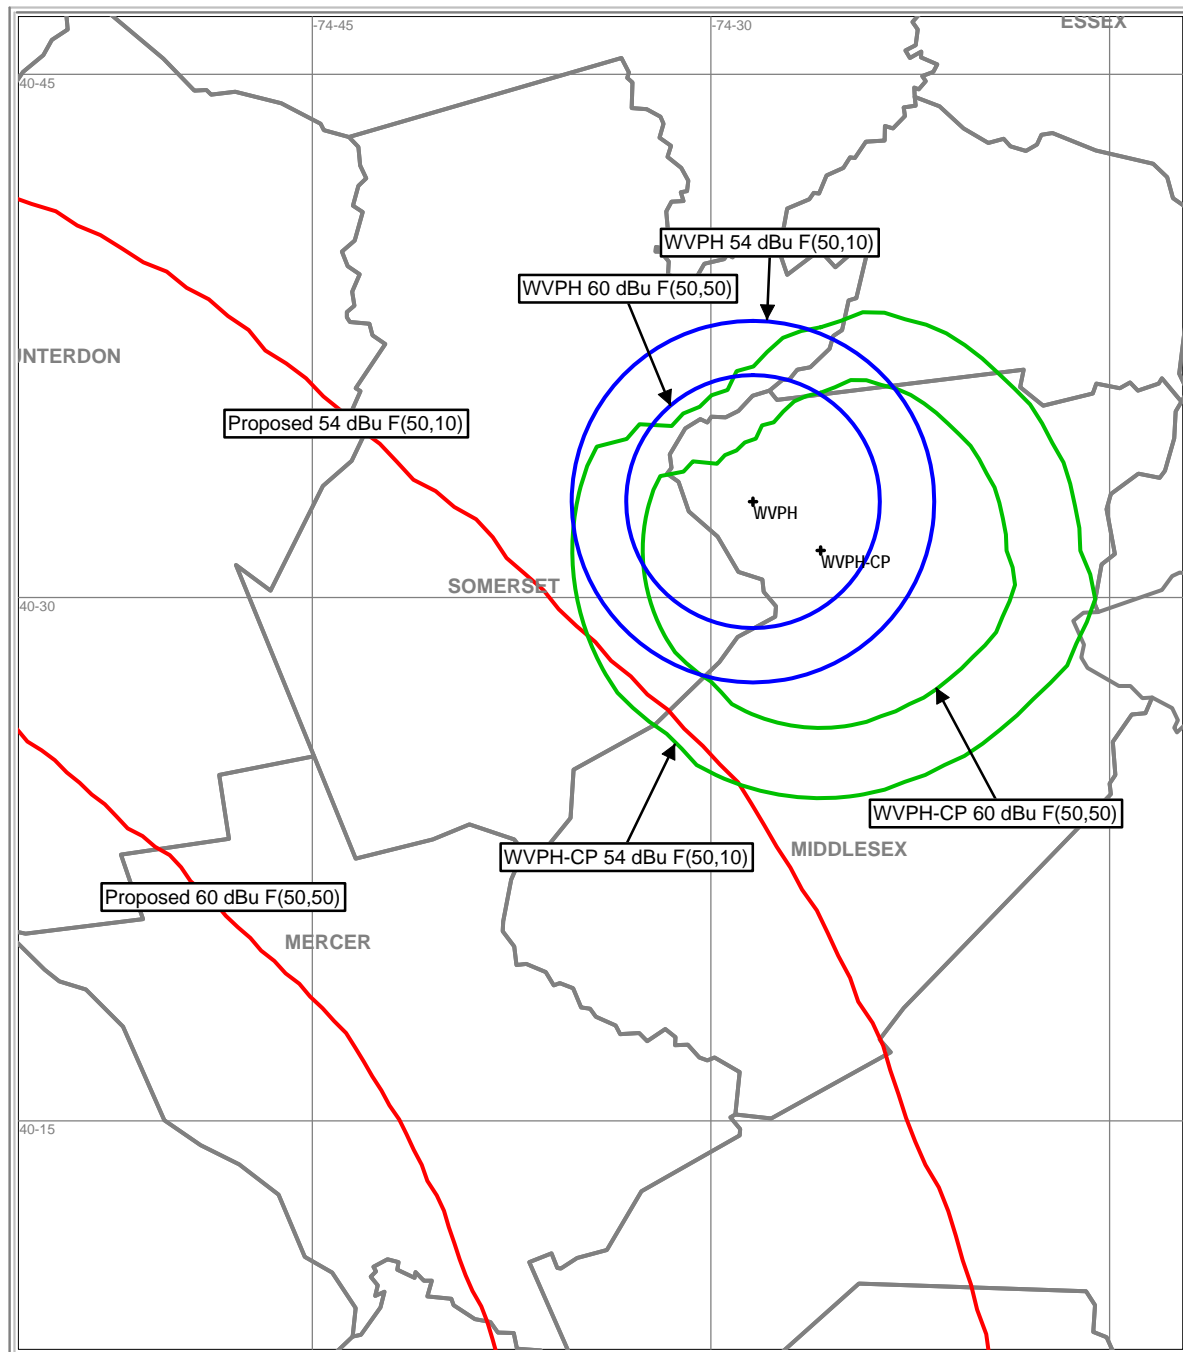 -74-45
-74-30
ESSEX
40-45
WVPH 54 dBu F(50,10)
WVPH 60 dBu F(50,50)
UNTERDON
Proposed 54 dBu F(50,10)
WVPH
WVPH-CP
SOMERSET
40-30
WVPH-CP 60 dBu F(50,50)
MIDDLESEX
WVPH-CP 54 dBu F(50,10)
Proposed 60 dBu F(50,50)
MERCER
40-15